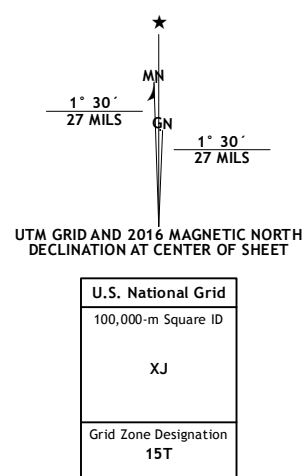 ★
MN
1° 30´
27 MILS
GN
1° 30´
27 MILS
UTM GRID AND 2016 MAGNETIC NORTH
DECLINATION AT CENTER OF SHEET
U.S. National Grid
100,000-m Square ID
XJ
Grid Zone Designation
15T